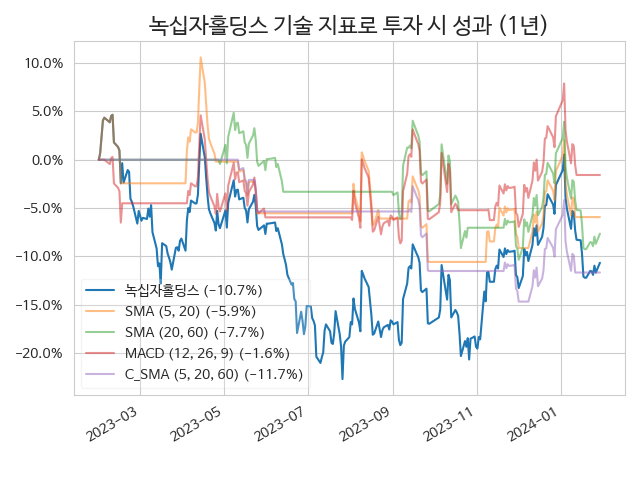 녹십자홀딩스 기술 지표로 투자 시 성과 (1년)
10.0%
5.0%
0.0%
−5.0%
−10.0%
−15.0%
−20.0%
녹십자홀딩스 (−10.7%)
SMA (5, 20) (−5.9%)
SMA (20, 60) (−7.7%)
MACD (12, 26, 9) (−1.6%)
C_SMA (5, 20, 60) (−11.7%)
2023−03
2023−05
2023−07
2023−09
2023−11
2024−01